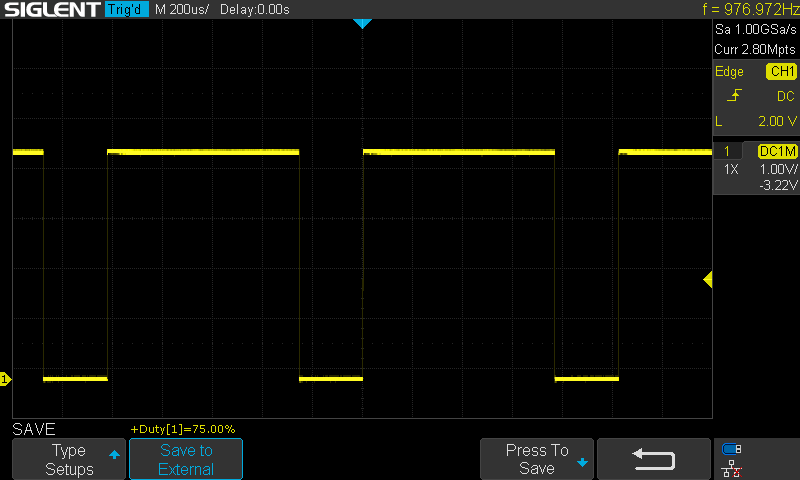 SIGLENT Trig'd M 200us/ Delay:0.00s f = 976.972Hz
Sa 1.00GSa/s
Curr 2.80Mpts
Edge CH1
DC
L 2.00 V
1 DC1M
1X 1.00V/
-3.22V
1
SAVE +Duty[1]=75.00%
Type Setups
Save to External
Press To Save